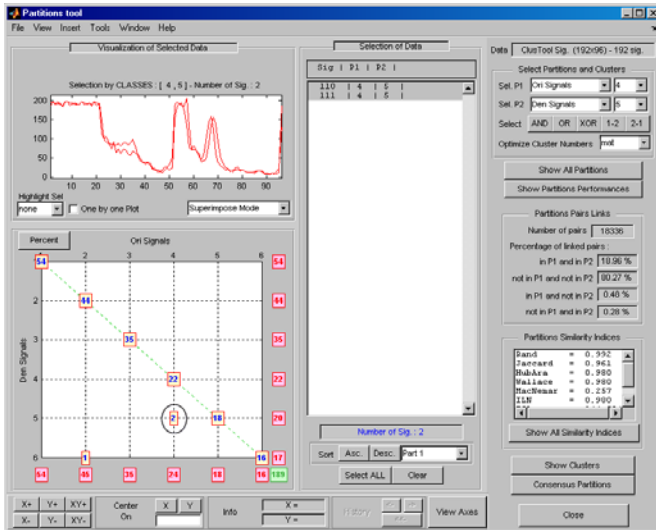 Partitions tool
File View Insert Tools Window Help
Visualization of Selected Data
Selection by CLASSES : [ 4 , 5 ] - Number of Sig. : 2
200
150
100
50
0
10 20 30 40 50 60 70 80 90
Highlight Sel
none
One by one Plot
Superimpose Mode
Percent
Ori Signals
2 3 4 5 6
54 54
2 44 44
3 35 35
4 22 22
Den Signals
5 2 18 20
6 1 16 17
54 45 35 24 18 16 189
Selection of Data
Sig | P1 | P2 |
110 | 4 | 5 |
111 | 4 | 5 |
Number of Sig. : 2
Sort Asc. Desc. Part 1
Select ALL Clear
Data ClusTool Sig. (192x96) - 192 sig.
Select Partitions and Clusters
Sel. P1 Ori Signals 4
Sel. P2 Den Signals 5
Select AND OR XOR 1-2 2-1
Optimize Cluster Numbers mat
Show All Partitions
Show Partitions Performances
Partitions Pairs Links
Number of pairs 18336
Percentage of linked pairs :
in P1 and in P2 18.96 %
not in P1 and not in P2 80.27 %
in P1 and not in P2 0.48 %
not in P1 and in P2 0.28 %
Partitions Similarity Indices
Rand = 0.992
Jaccard = 0.961
HubAra = 0.980
Wallace = 0.980
MacNemar = 0.257
ILN = 0.980
Show All Similarity Indices
Show Clusters
Consensus Partitions
Close
X+ Y+ XY+
X- Y- XY-
Center On
X Y
Info
X =
Y =
History
View Axes